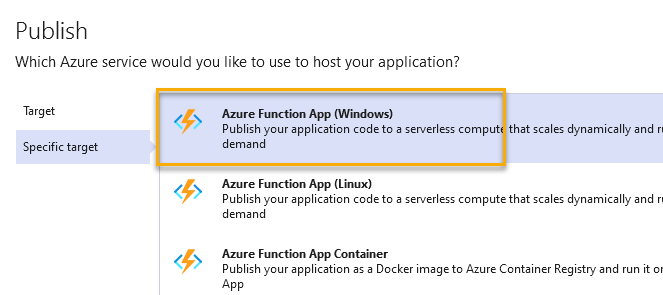 Publish
Which Azure service would you like to use to host your application?
Target
Specific target
Azure Function App (Windows)
Publish your application code to a serverless compute that scales dynamically and
demand
Azure Function App (Linux)
Publish your application code to a serverless compute that scales dynamically and
demand
Azure Function App Container
Publish your application as a Docker image to Azure Container Registry and run it
App